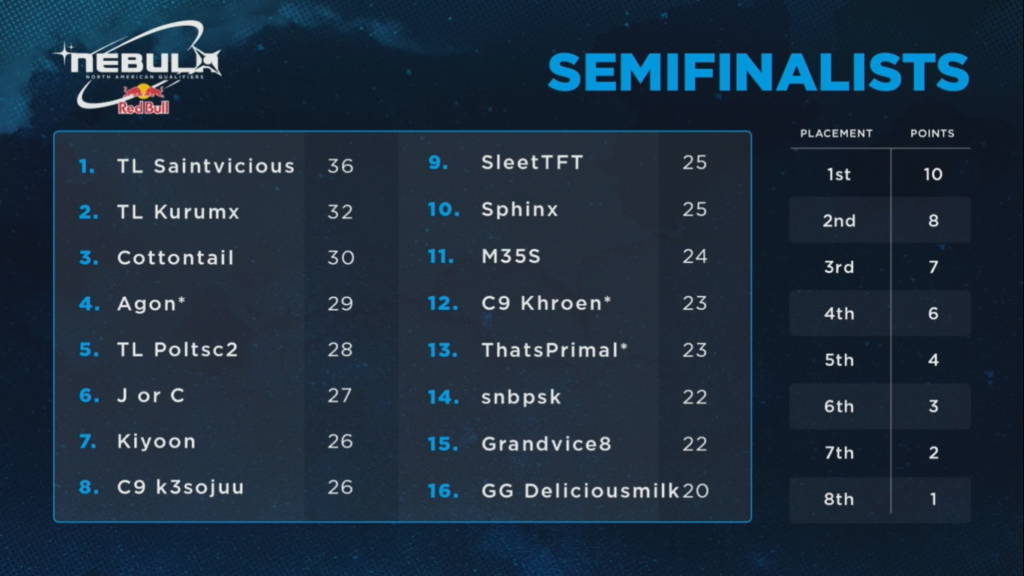 NEBULA
NORTH AMERICAN QUALIFIERS
Red Bull
SEMIFINALISTS
1. TL Saintvicious 36
2. TL Kurumx 32
3. Cottontail 30
4. Agon* 29
5. TL Poltsc2 28
6. J or C 27
7. Kiyoon 26
8. C9 k3sojuu 26
9. SleetTFT 25
10. Sphinx 25
11. M35S 24
12. C9 Khroen* 23
13. ThatsPrimal* 23
14. snbpsk 22
15. Grandvice8 22
16. GG Deliciousmilk 20
PLACEMENT POINTS
1st 10
2nd 8
3rd 7
4th 6
5th 4
6th 3
7th 2
8th 1